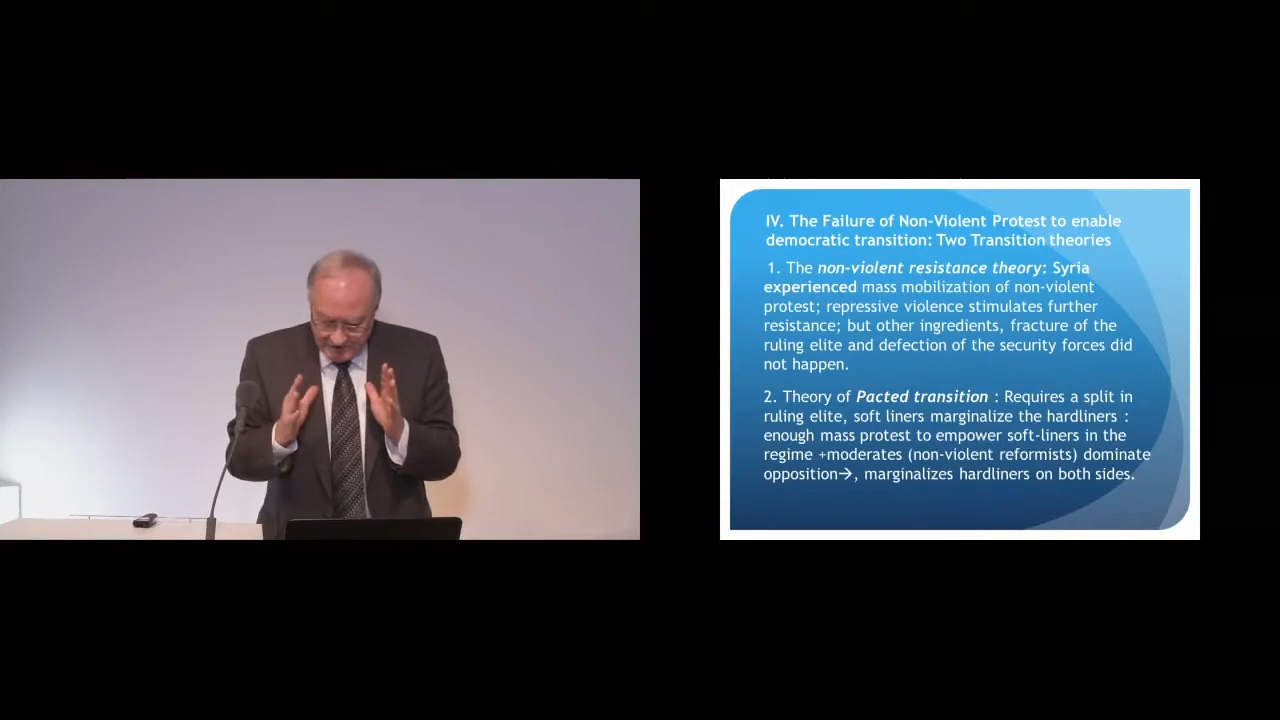 IV. The Failure of Non-Violent Protest to enable
democratic transition: Two Transition theories
1. The non-violent resistance theory: Syria
experienced mass mobilization of non-violent
protest; repressive violence stimulates further
resistance; but other ingredients, fracture of the
ruling elite and defection of the security forces did
not happen.
2. Theory of Pacted transition : Requires a split in
ruling elite, soft liners marginalize the hardliners :
enough mass protest to empower soft-liners in the
regime +moderates (non-violent reformists) dominate
opposition→, marginalizes hardliners on both sides.